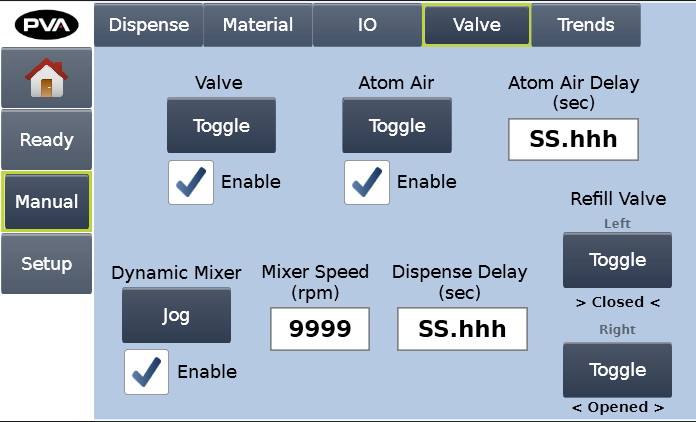 PVA
Dispense
Material
IO
Valve
Trends
Ready
Manual
Setup
Valve
Toggle
Enable
Atom Air
Toggle
Enable
Atom Air Delay
(sec)
SS.hhh
Refill Valve
Left
Toggle
> Closed <
Right
Toggle
< Opened >
Dynamic Mixer
Jog
Enable
Mixer Speed
(rpm)
9999
Dispense Delay
(sec)
SS.hhh